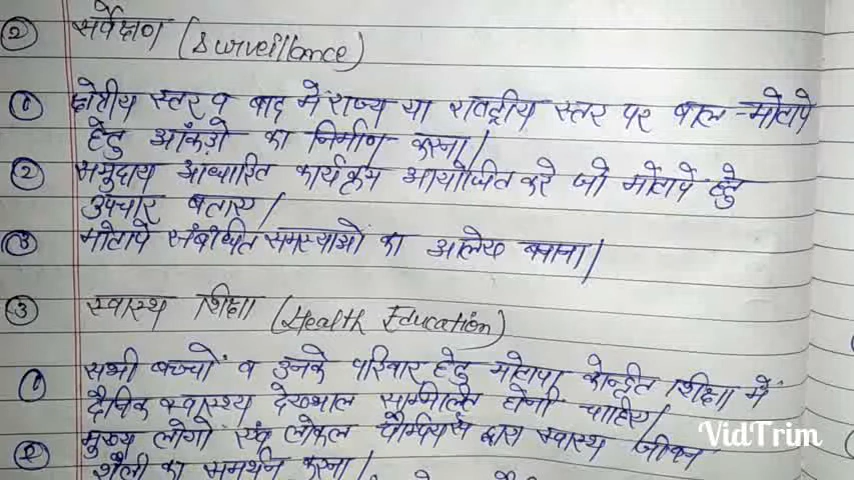 ② सर्वेक्षण (Surveillance)
① क्षेत्रीय स्तर व बाद में राज्य या राष्ट्रीय स्तर पर बाल-मोटापे
हेतु आंकड़ो का निर्माण करना।
② समुदाय आधारित कार्यक्रम आयोजित करे जो मोटापे हेतु
उपचार बताए।
③ मोटापे संबंधित समस्याओं का आलेख बनाना।
③ स्वास्थ्य शिक्षा (Health Education)
① सभी बच्चों व उनके परिवार हेतु मोटापा केन्द्रित शिक्षा में
दैनिक स्वास्थ्य देखभाल सम्मिलित होनी चाहिए।
② मुख्य लोगो एवं लोकल चैम्पियंस द्वारा स्वास्थ्य जीवन
शैली का समर्थन करना।
VidTrim